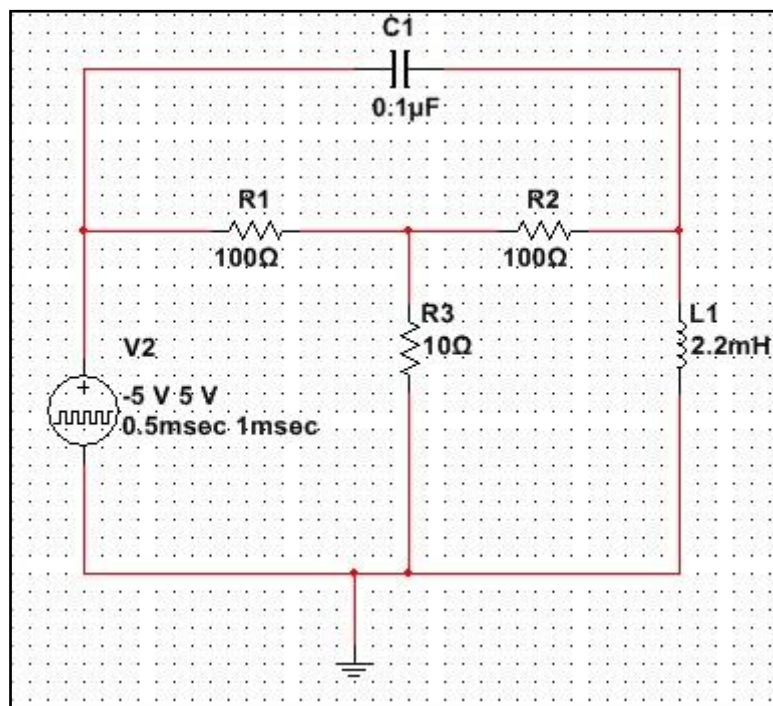 C1
0.1µF
R1
100Ω
R2
100Ω
R3
10Ω
L1
2.2mH
V2
-5 V 5 V
0.5msec 1msec